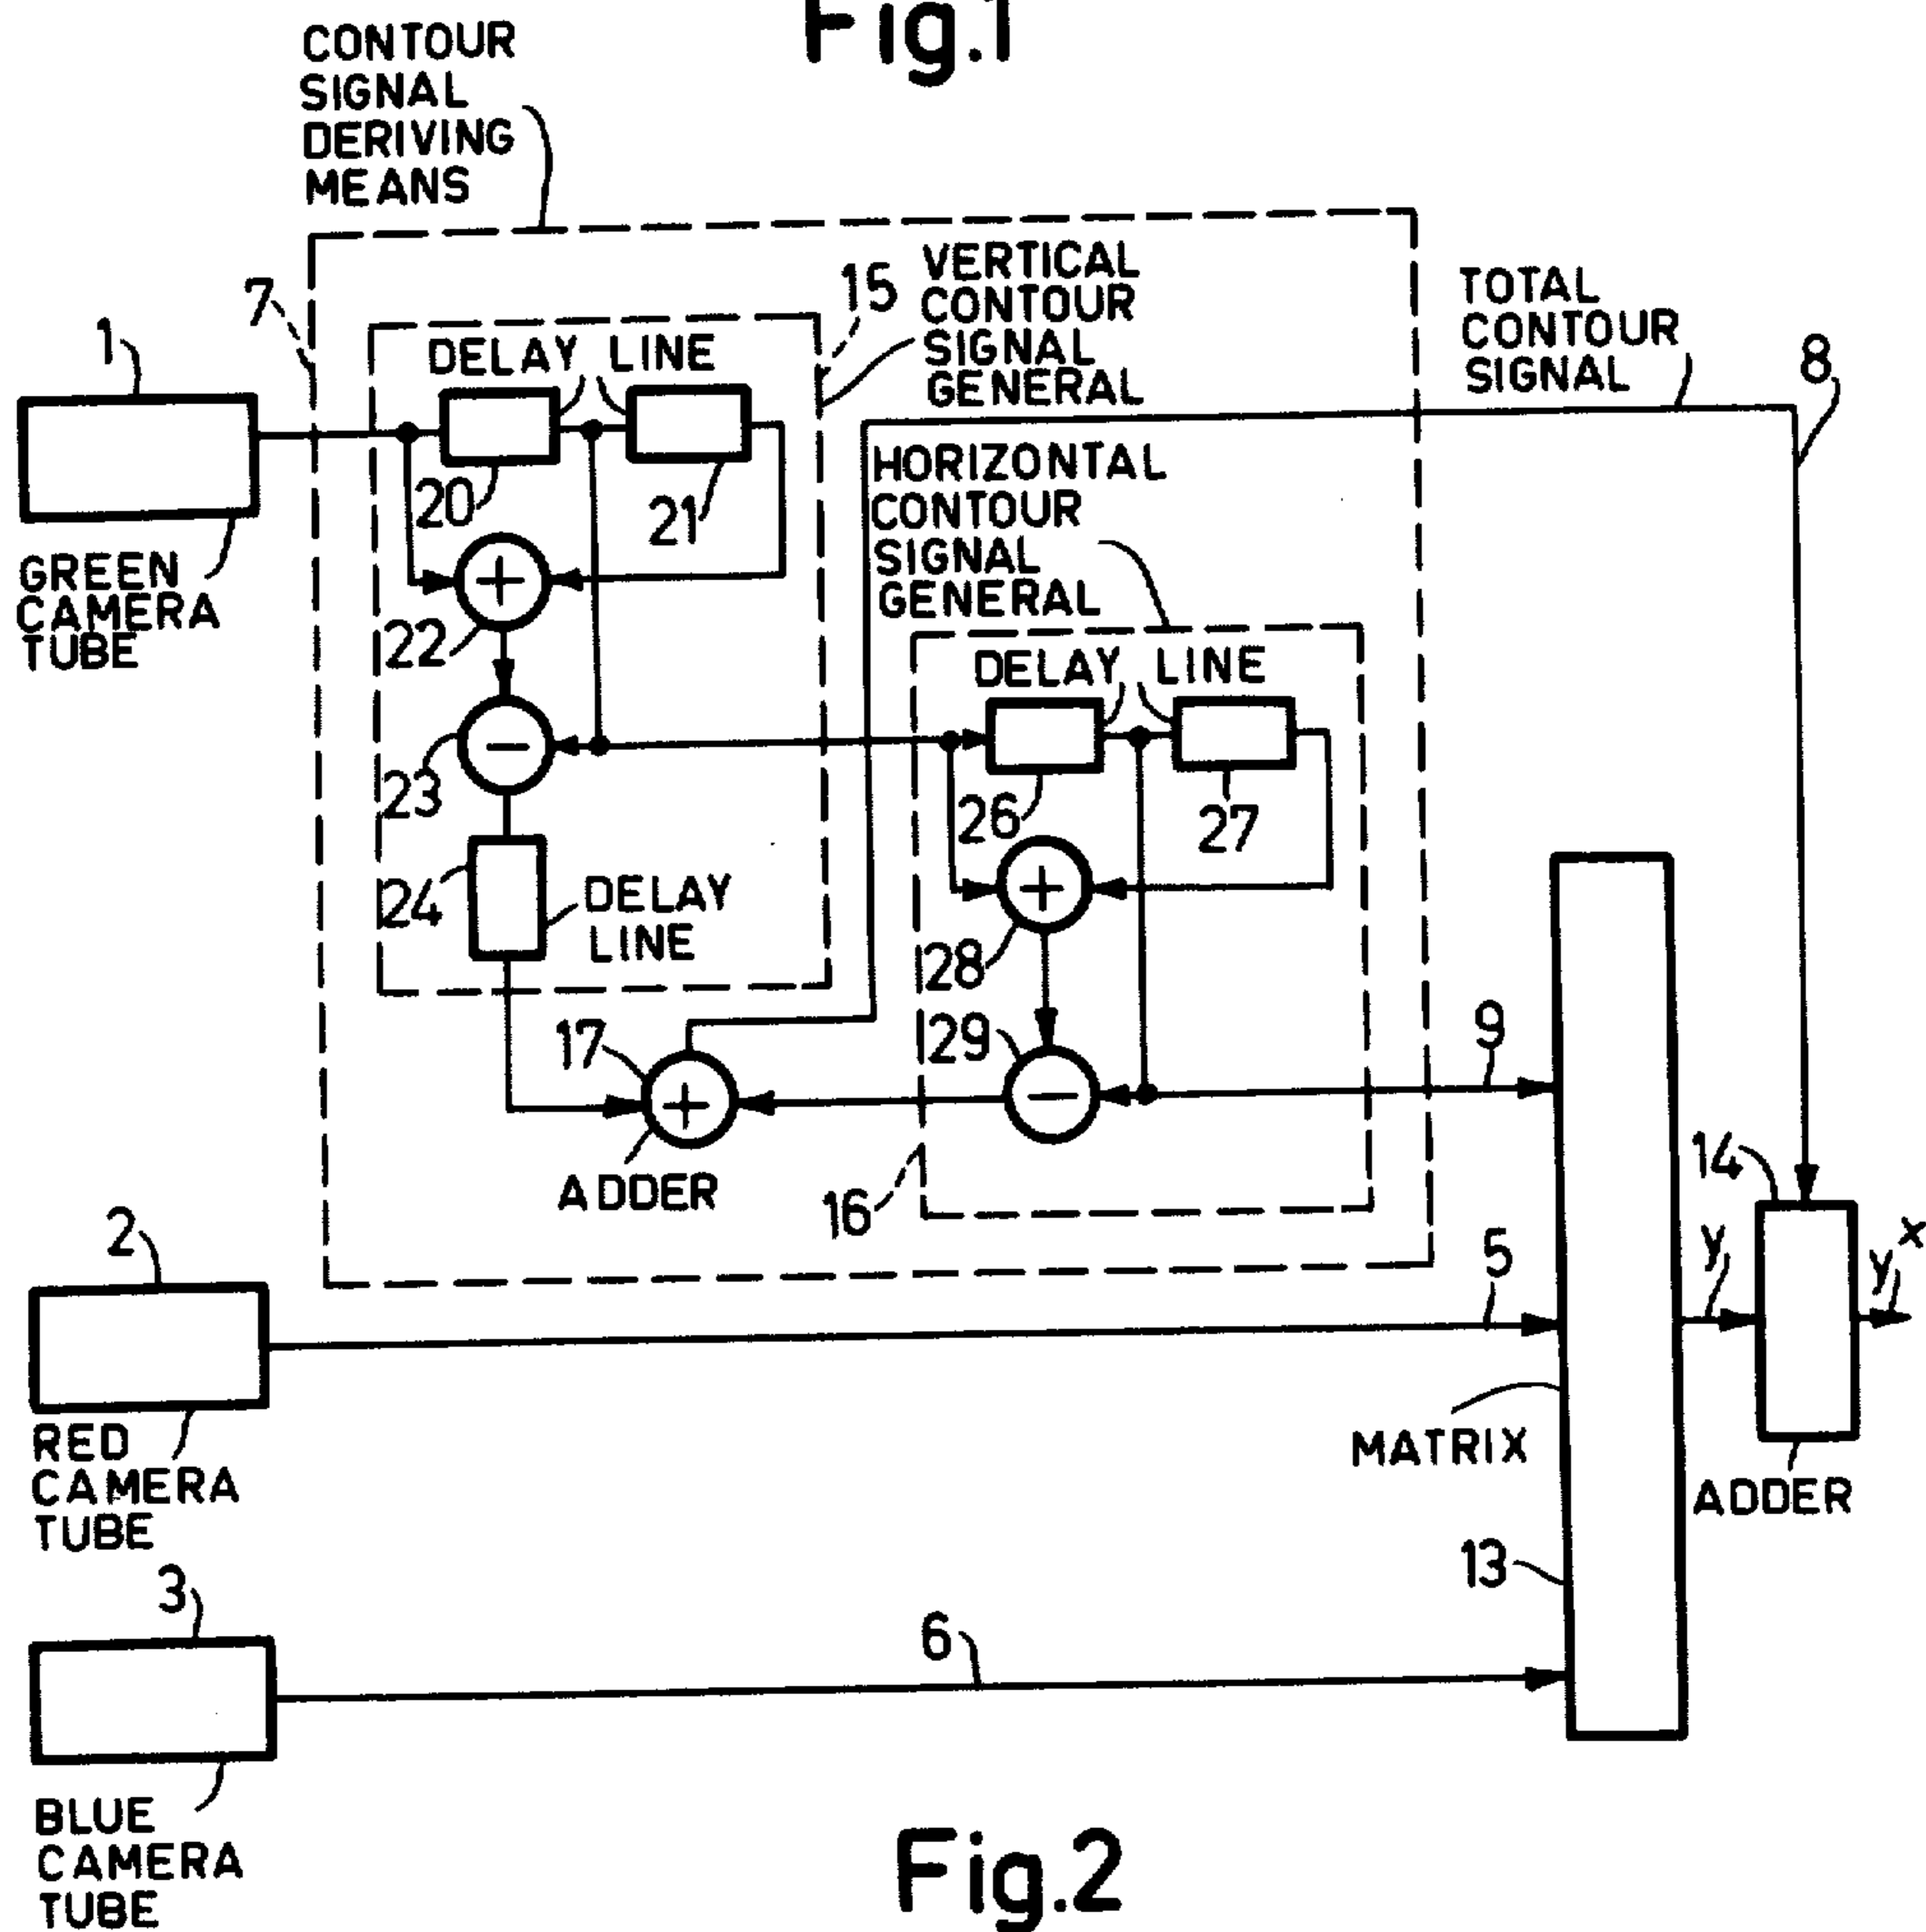 Fig.1
CONTOUR
SIGNAL
DERIVING
MEANS
7
15
VERTICAL
CONTOUR
SIGNAL
GENERAL
TOTAL
CONTOUR
SIGNAL
8
1
DELAY LINE
20
21
GREEN
CAMERA
TUBE
HORIZONTAL
CONTOUR
SIGNAL
GENERAL
+
22
DELAY LINE
−
23
26
27
24
DELAY
LINE
+
28
17
29
9
+
−
ADDER
16
14
2
5
y
yx
RED
CAMERA
TUBE
MATRIX
ADDER
13
3
6
BLUE
CAMERA
TUBE
Fig.2